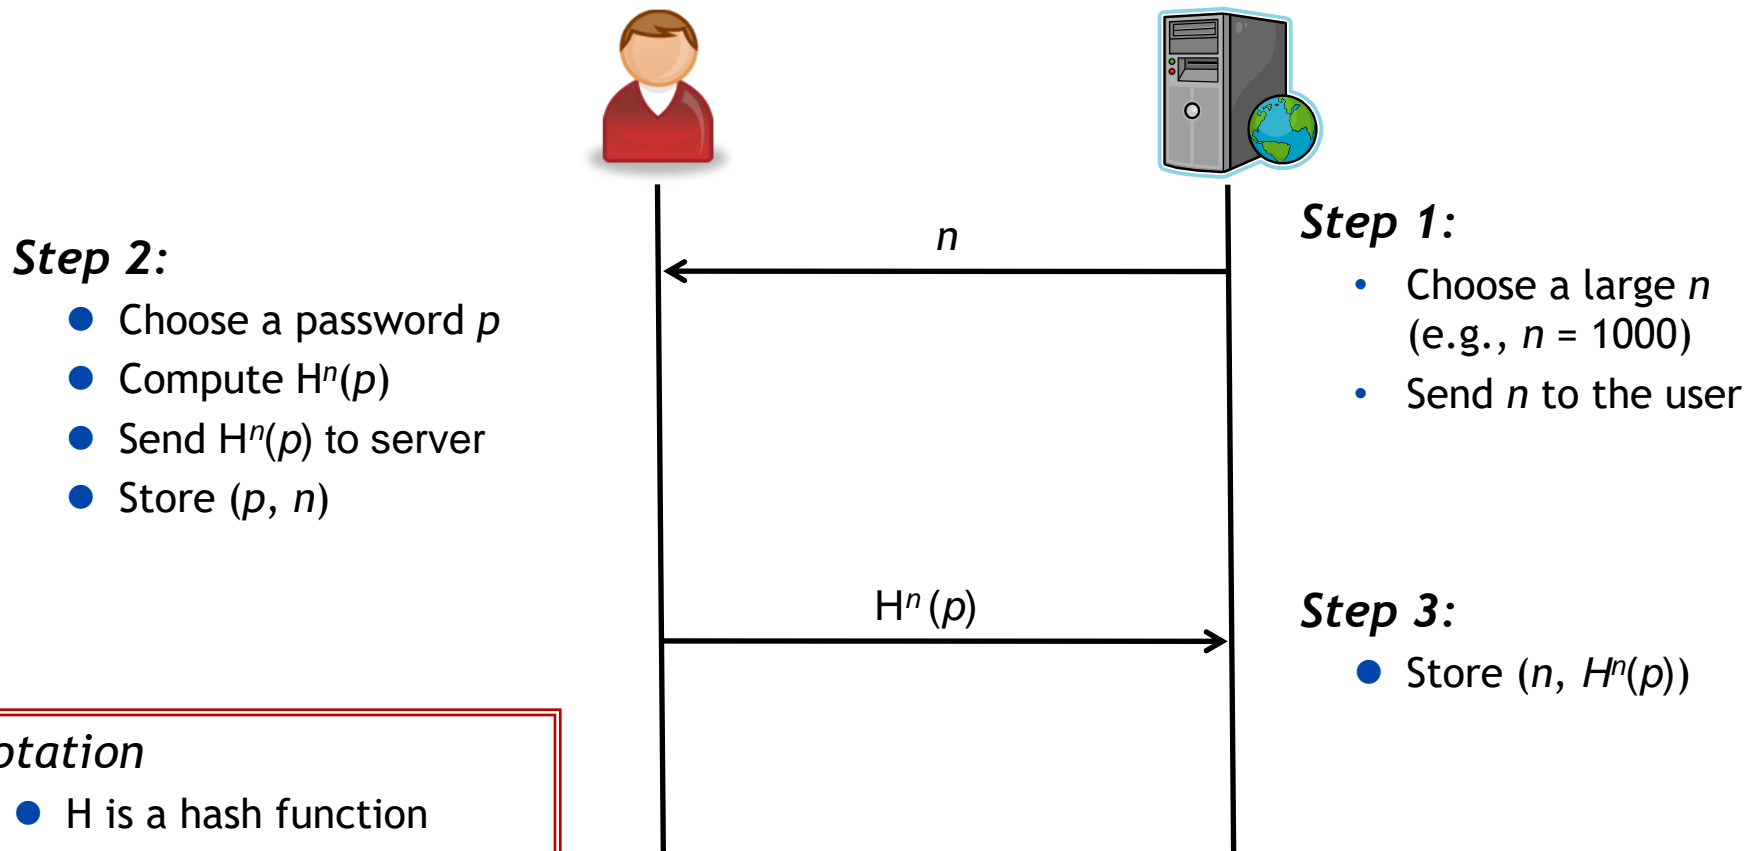 Step 1:
• Choose a large n
(e.g., n = 1000)
• Send n to the user
n
Step 2:
● Choose a password p
● Compute Hⁿ(p)
● Send Hⁿ(p) to server
● Store (p, n)
Hⁿ (p)
Step 3:
● Store (n, Hⁿ(p))
otation
● H is a hash function